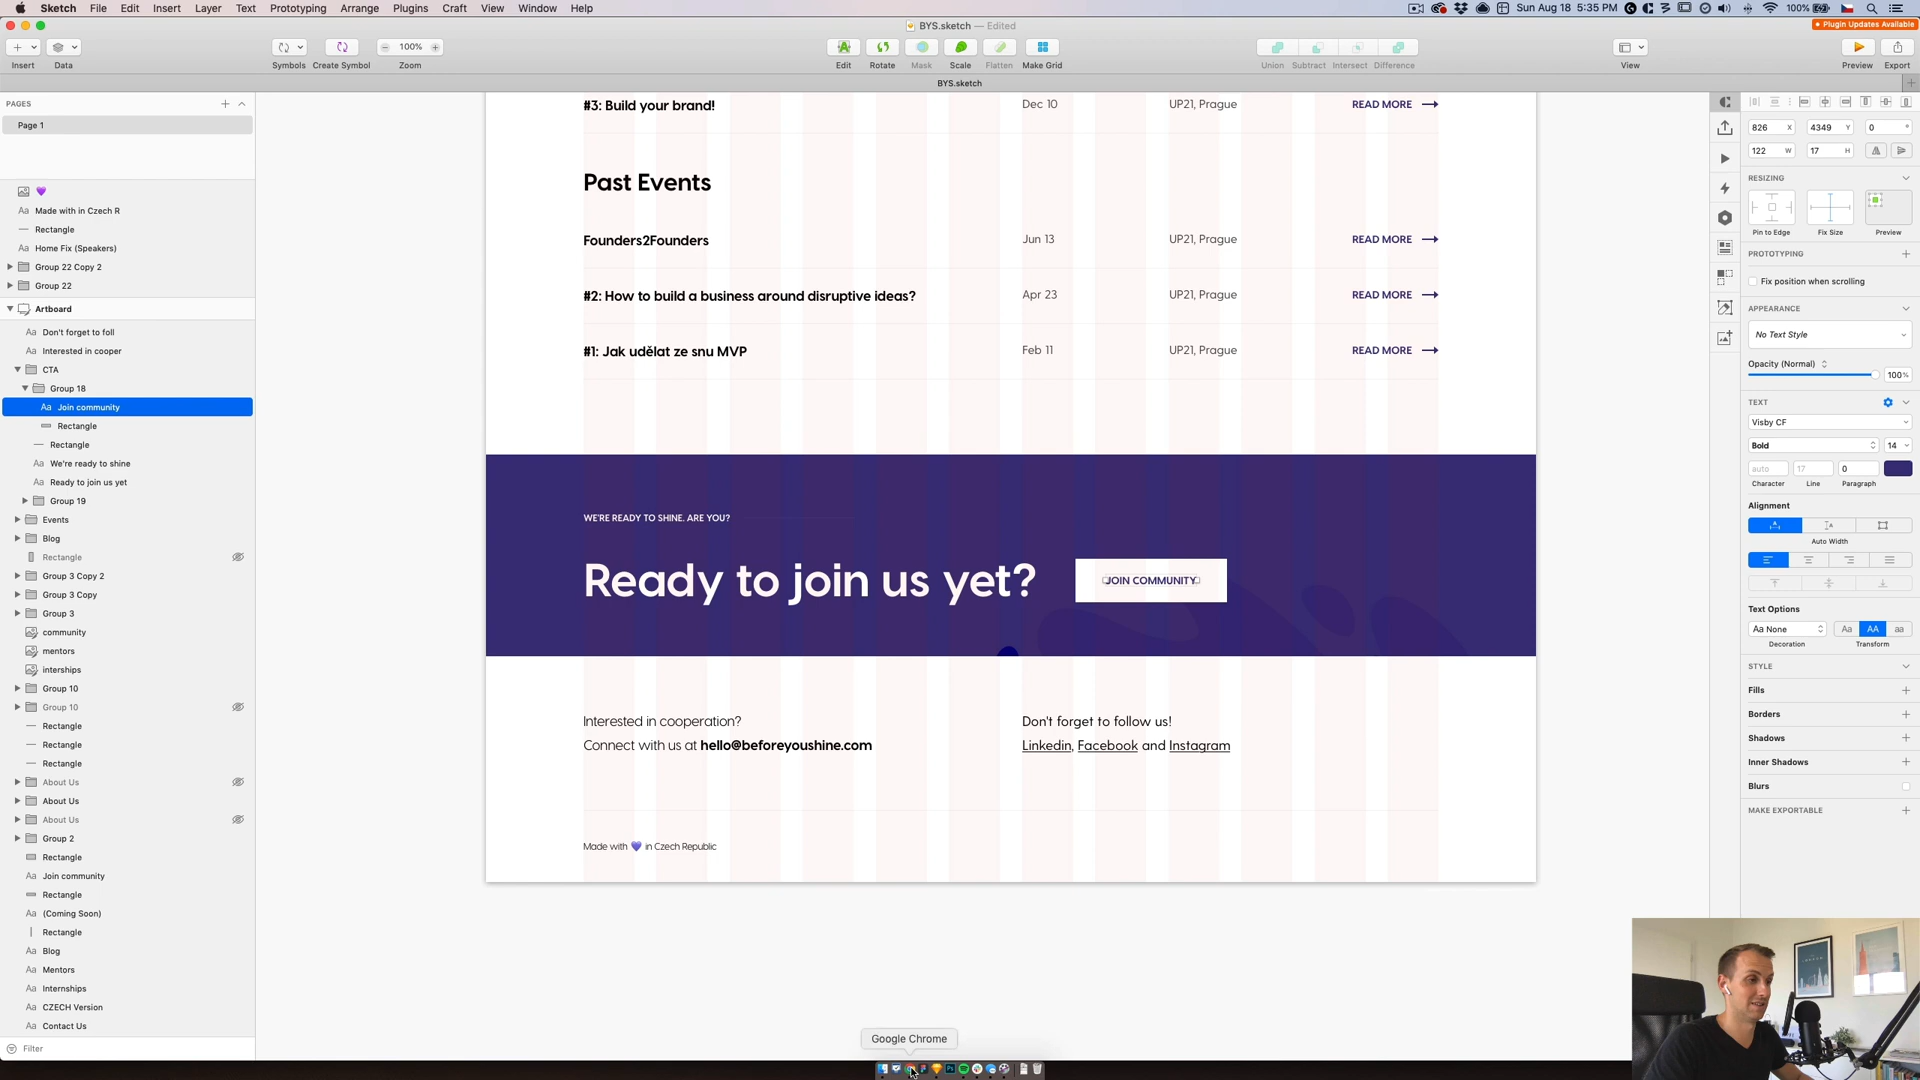 Sketch File Edit Insert Layer Text Prototyping Arrange Plugins Craft View Window Help
100% Sun Aug 18 5:35 PM
BYS.sketch — Edited
Plugin Updates Available
100%
Insert Data Symbols Create Symbol Zoom Edit Rotate Mask Scale Flatten Make Grid Union Subtract Intersect Difference View Preview Export
BYS.sketch
PAGES
Page 1
Made with in Czech R
Rectangle
Home Fix (Speakers)
Group 22 Copy 2
Group 22
Artboard
Don't forget to foll
Interested in cooper
CTA
Group 18
Join community
Rectangle
Rectangle
We're ready to shine
Ready to join us yet
Group 19
Events
Blog
Rectangle
Group 3 Copy 2
Group 3 Copy
Group 3
community
mentors
interships
Group 10
Group 10
Rectangle
Rectangle
Rectangle
About Us
About Us
About Us
Group 2
Rectangle
Join community
Rectangle
(Coming Soon)
Rectangle
Blog
Mentors
Internships
CZECH Version
Contact Us
Filter
#3: Build your brand! Dec 10 UP21, Prague READ MORE
Past Events
Founders2Founders Jun 13 UP21, Prague READ MORE
#2: How to build a business around disruptive ideas? Apr 23 UP21, Prague READ MORE
#1: Jak udělat ze snu MVP Feb 11 UP21, Prague READ MORE
WE'RE READY TO SHINE. ARE YOU?
Ready to join us yet? JOIN COMMUNITY
Interested in cooperation?
Connect with us at hello@beforeyoushine.com
Don't forget to follow us!
Linkedin, Facebook and Instagram
Made with 💜 in Czech Republic
Google Chrome
826 X 4349 Y 0 °
122 W 17 H
RESIZING
Pin to Edge Fix Size Preview
PROTOTYPING
Fix position when scrolling
APPEARANCE
No Text Style
Opacity (Normal)
100%
TEXT
Visby CF
Bold 14
auto 17 0
Character Line Paragraph
Alignment
Auto Width
Text Options
Aa None Aa AA aa
Decoration Transform
STYLE
Fills
Borders
Shadows
Inner Shadows
Blurs
MAKE EXPORTABLE